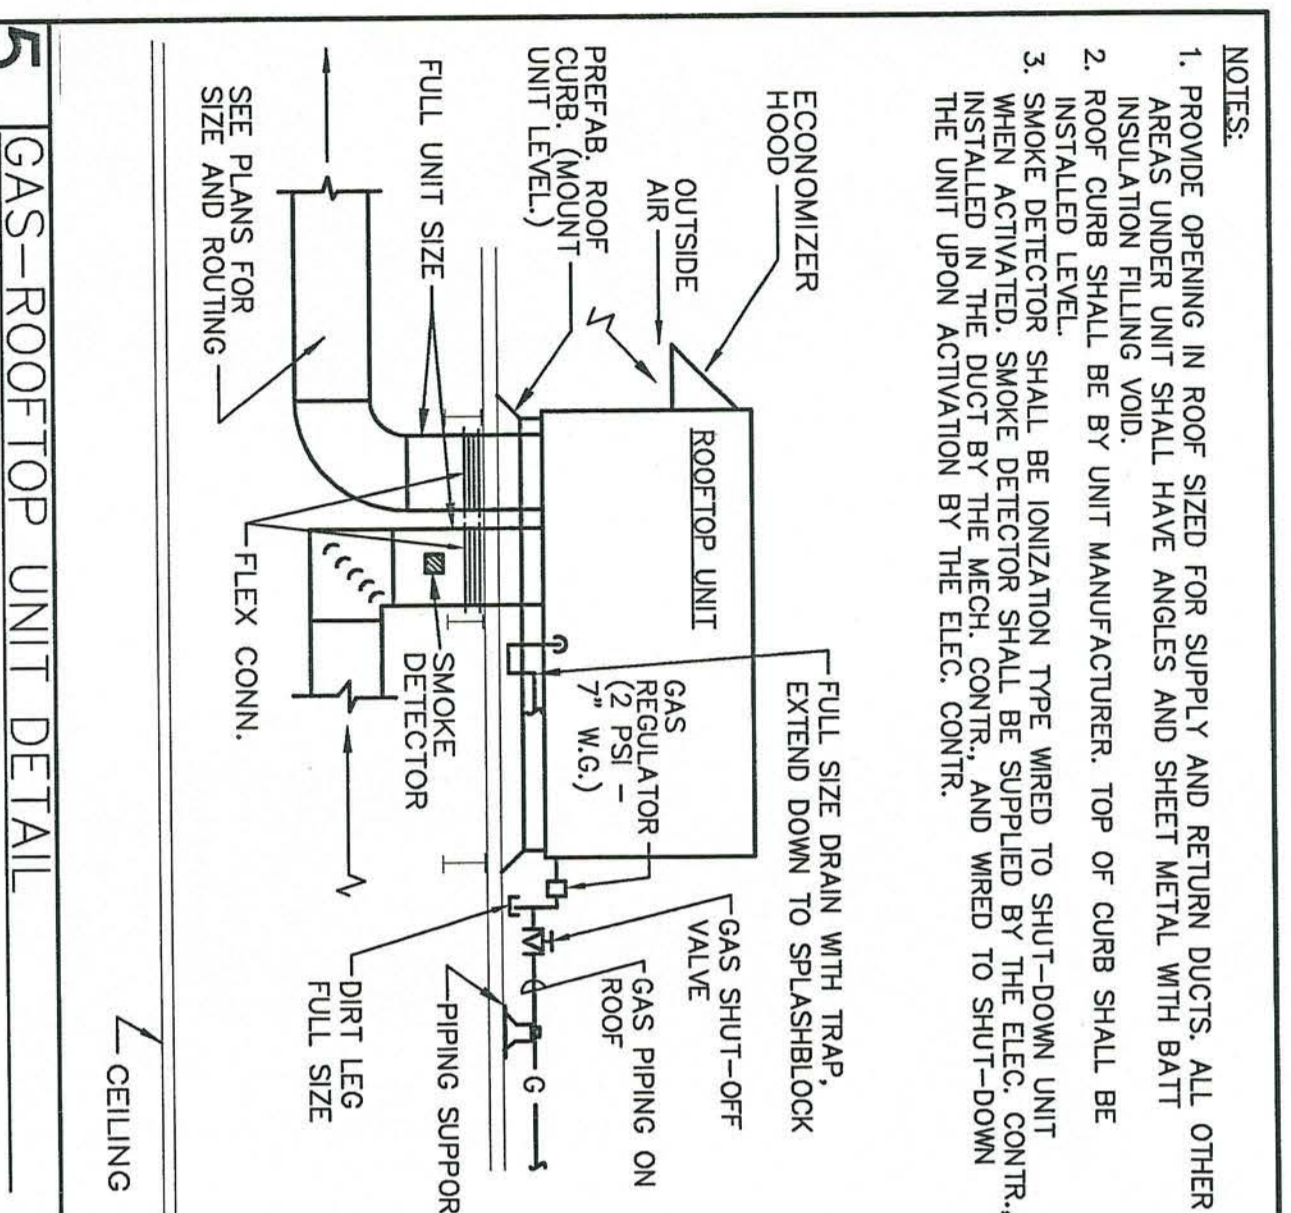 NOTES:
1. PROVIDE OPENING IN ROOF SIZED FOR SUPPLY AND RETURN DUCTS. ALL OTHER
AREAS UNDER UNIT SHALL HAVE ANGLES AND SHEET METAL WITH BATT
INSULATION FILLING VOID.
2. ROOF CURB SHALL BE BY UNIT MANUFACTURER. TOP OF CURB SHALL BE
INSTALLED LEVEL.
3. SMOKE DETECTOR SHALL BE IONIZATION TYPE WIRED TO SHUT-DOWN UNIT
WHEN ACTIVATED. SMOKE DETECTOR SHALL BE SUPPLIED BY THE ELEC. CONTR.,
INSTALLED IN THE DUCT BY THE MECH. CONTR., AND WIRED TO SHUT-DOWN
THE UNIT UPON ACTIVATION BY THE ELEC. CONTR.
ECONOMIZER
HOOD
FULL SIZE DRAIN WITH TRAP,
EXTEND DOWN TO SPLASHBLOCK
OUTSIDE
AIR
ROOFTOP UNIT
GAS SHUT-OFF
VALVE
GAS
REGULATOR
(2 PSI -
7" W.G.)
GAS PIPING ON
ROOF
PREFAB. ROOF
CURB. (MOUNT
UNIT LEVEL.)
G
FULL UNIT SIZE
SMOKE
DETECTOR
PIPING SUPPOR
DIRT LEG
FULL SIZE
SEE PLANS FOR
SIZE AND ROUTING
FLEX CONN.
CEILING
5
GAS-ROOFTOP UNIT DETAIL